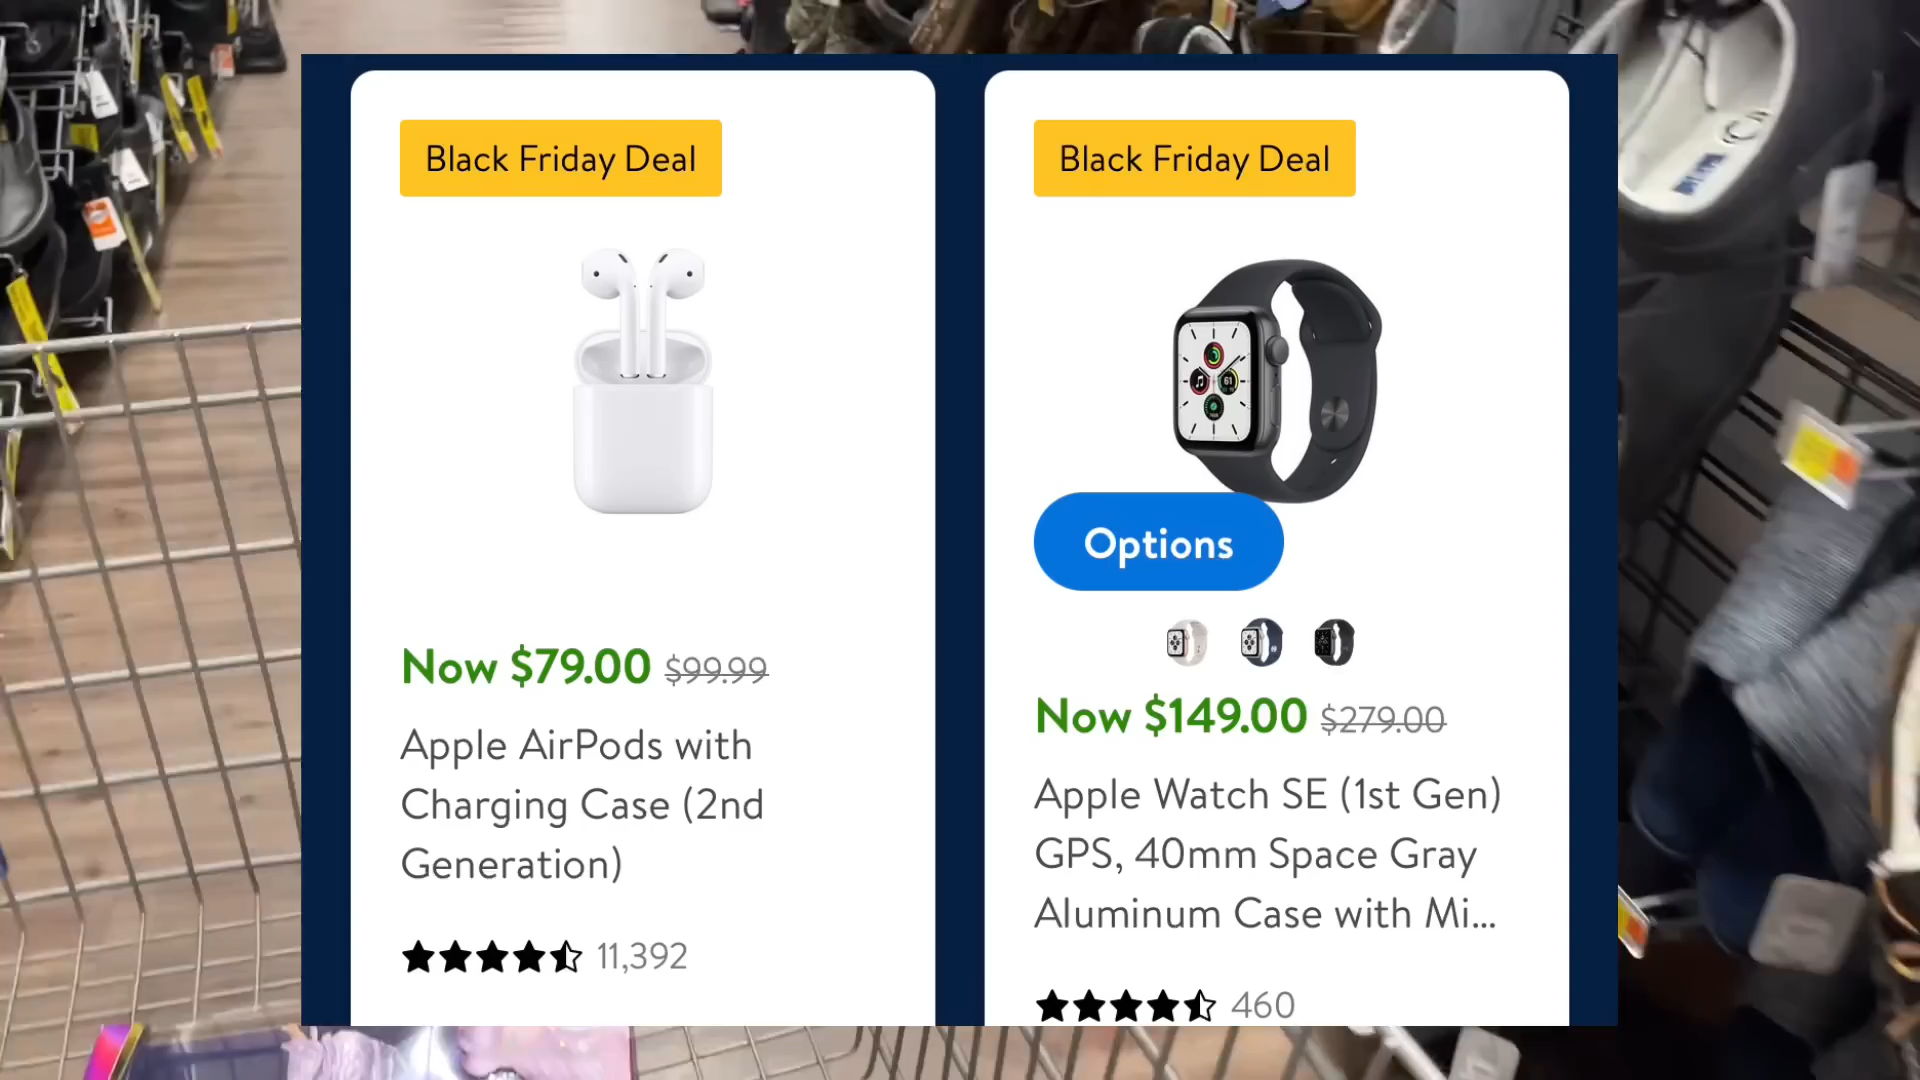 Black Friday Deal
Now $79.00 $99.99
Apple AirPods with
Charging Case (2nd
Generation)
11,392
Black Friday Deal
Options
Now $149.00 $279.00
Apple Watch SE (1st Gen)
GPS, 40mm Space Gray
Aluminum Case with Mi...
460